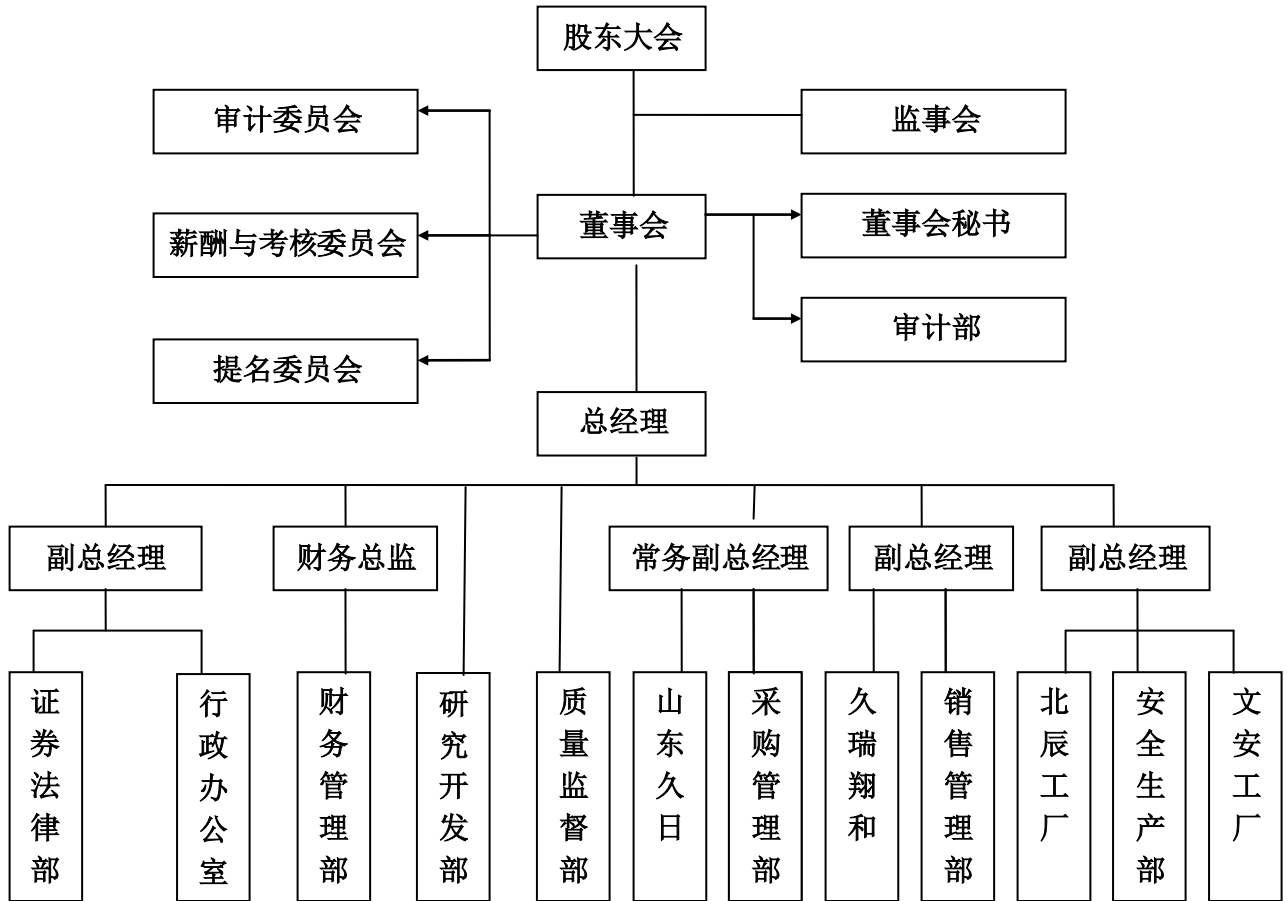 股东大会
审计委员会
监事会
董事会
董事会秘书
薪酬与考核委员会
审计部
提名委员会
总经理
副总经理
财务总监
常务副总经理
副总经理
副总经理
证券法律部
行政办公室
财务管理部
研究开发部
质量监督部
山东久日
采购管理部
久瑞翔和
销售管理部
北辰工厂
安全生产部
文安工厂